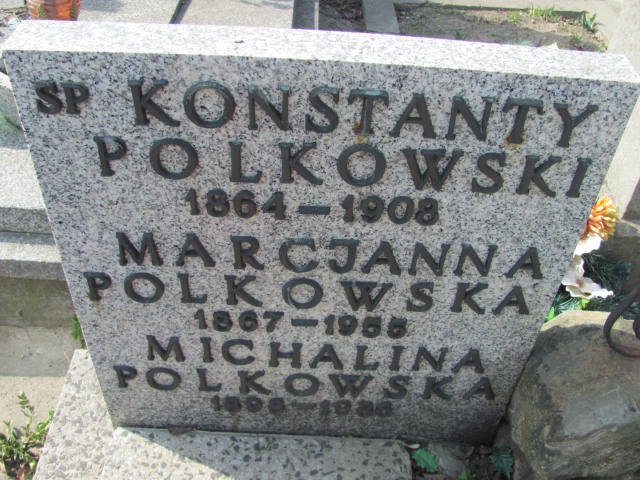 SP KONSTANTY
POLKOWSKI
1864–1908
MARCJANNA
POLKOWSKA
1867–1955
MICHALINA
POLKOWSKA